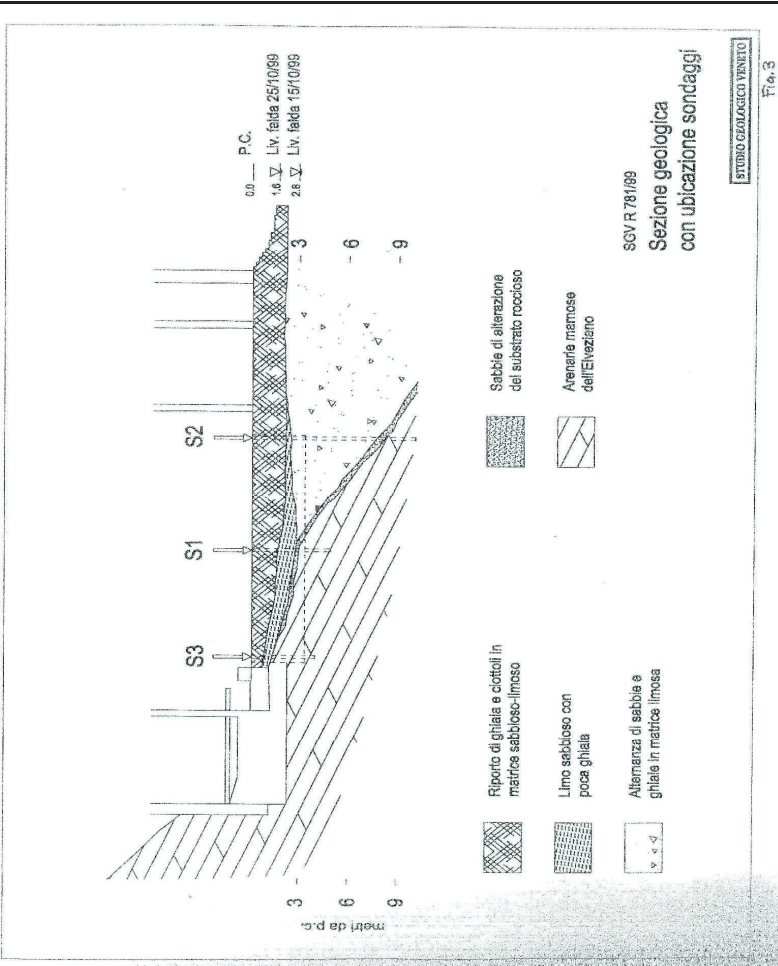 S3
S1
S2
0.0 P.C.
1.6 Liv. falda 25/10/99
2.8 Liv. falda 15/10/99
3
6
9
metri da p.c.
3
6
9
Riporto di ghiaia e ciottoli in
matrice sabbioso-limoso
Limo sabbioso con
poca ghiaia
Alternanza di sabbie e
ghiaie in matrice limosa
Sabbie di alterazione
del substrato roccioso
Arenarie marnose
dell'Elveziano
SGV R 781/99
Sezione geologica
con ubicazione sondaggi
STUDIO GEOLOGICO VENETO
Fig. 3